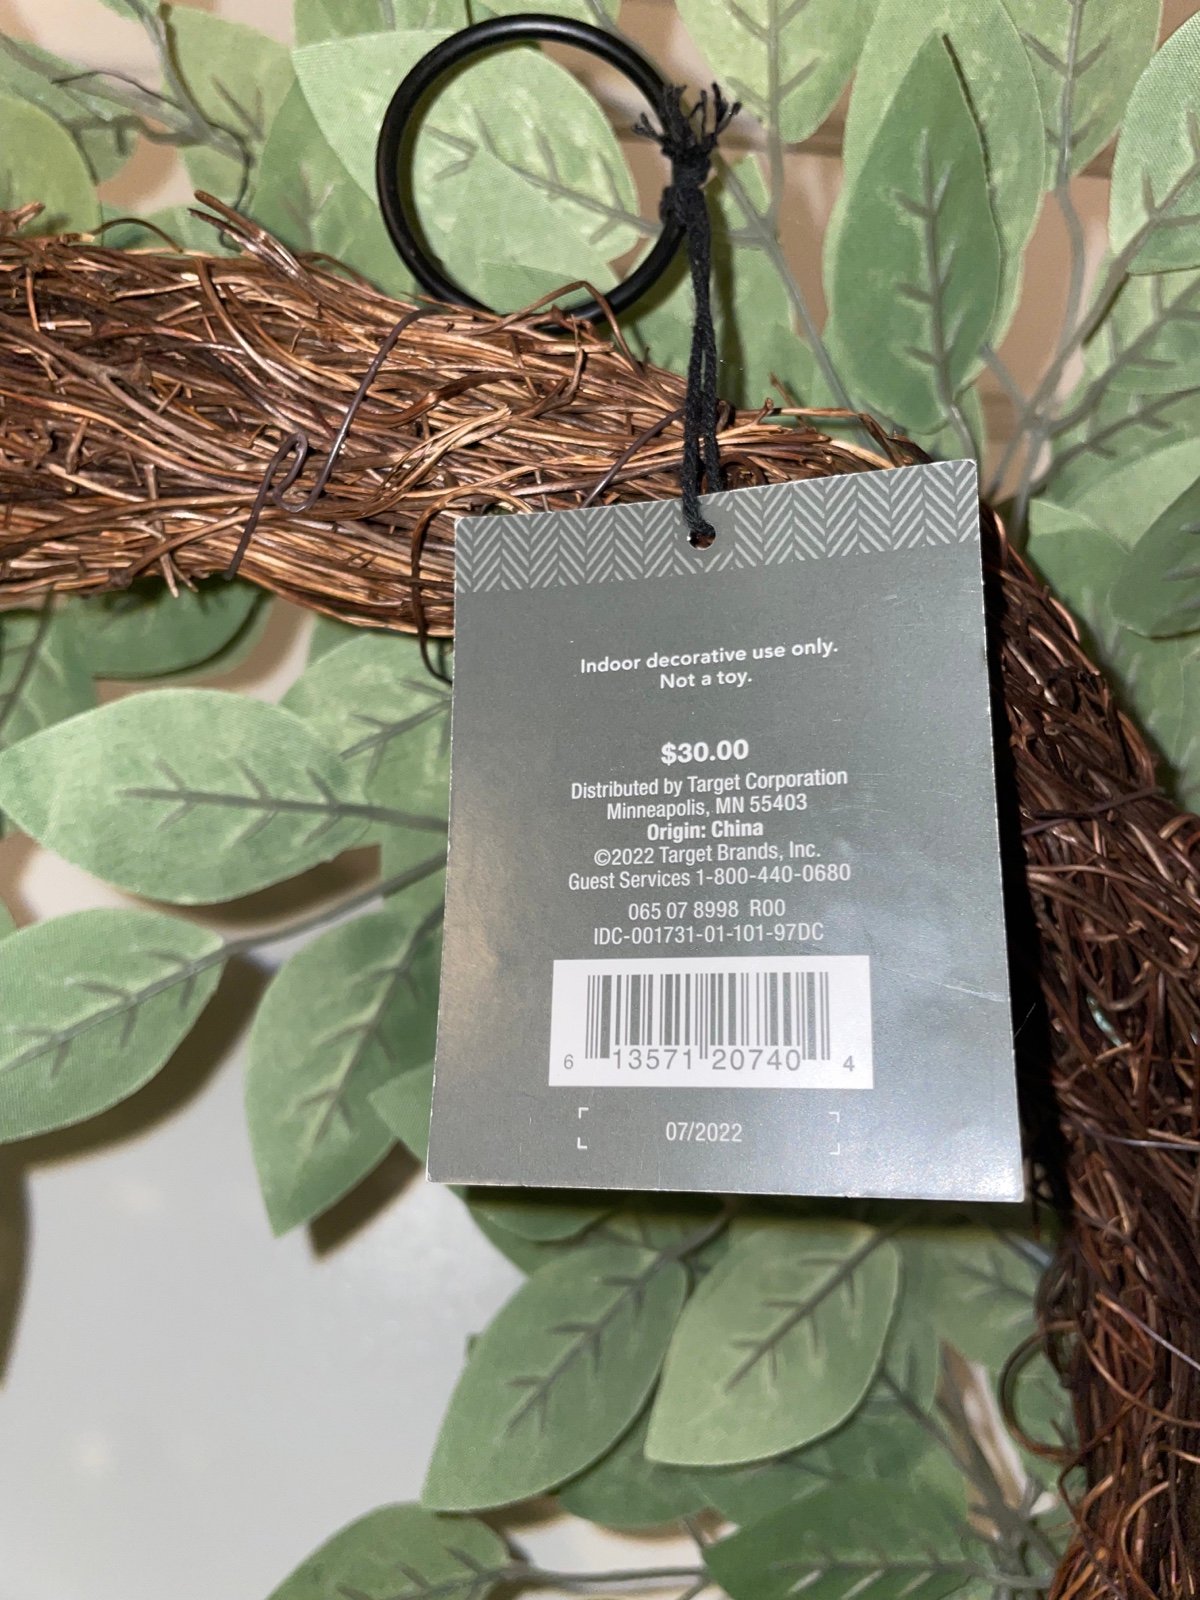 Indoor decorative use only.
Not a toy.
$30.00
Distributed by Target Corporation
Minneapolis, MN 55403
Origin: China
©2022 Target Brands, Inc.
Guest Services 1-800-440-0680
065 07 8998 R00
IDC-001731-01-101-97DC
6 13571 20740 4
07/2022